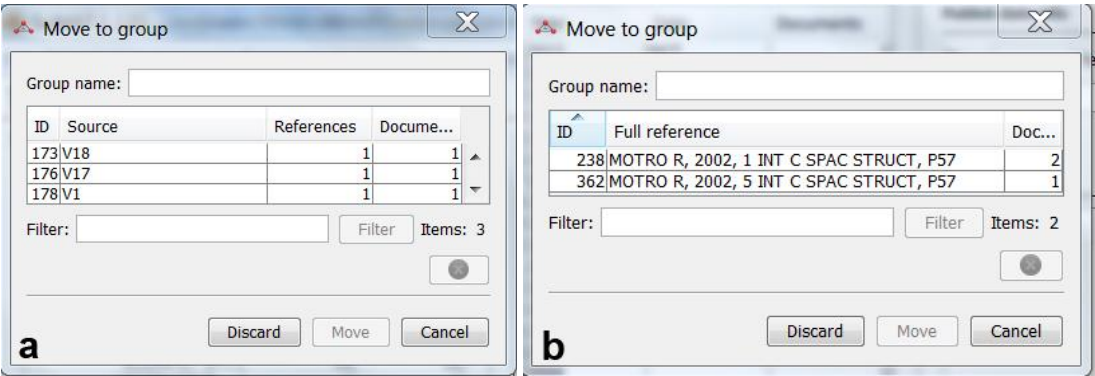 Move to group
Group name:
ID Source References Docume...
173 V18 1 1
176 V17 1 1
178 V1 1 1
Filter: Filter Items: 3
Discard Move Cancel
a
Move to group
Group name:
ID Full reference Doc...
238 MOTRO R, 2002, 1 INT C SPAC STRUCT, P57 2
362 MOTRO R, 2002, 5 INT C SPAC STRUCT, P57 1
Filter: Filter Items: 2
Discard Move Cancel
b